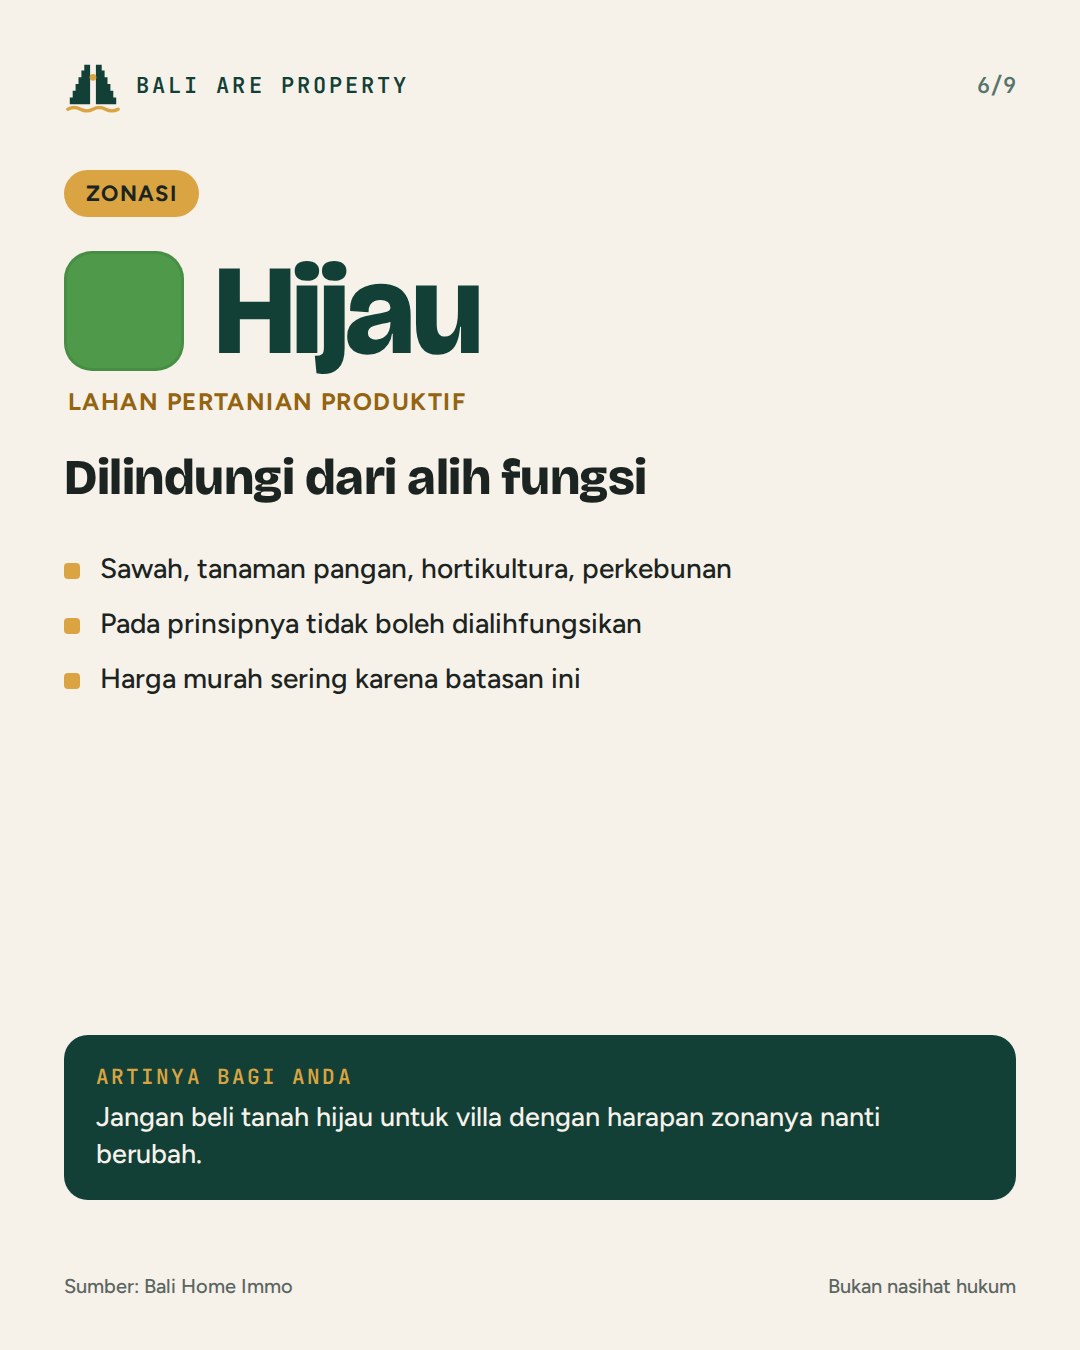 BALI ARE PROPERTY
6/9
ZONASI
Hijau
LAHAN PERTANIAN PRODUKTIF
Dilindungi dari alih fungsi
Sawah, tanaman pangan, hortikultura, perkebunan
Pada prinsipnya tidak boleh dialihfungsikan
Harga murah sering karena batasan ini
ARTINYA BAGI ANDA
Jangan beli tanah hijau untuk villa dengan harapan zonanya nanti
berubah.
Sumber: Bali Home Immo
Bukan nasihat hukum